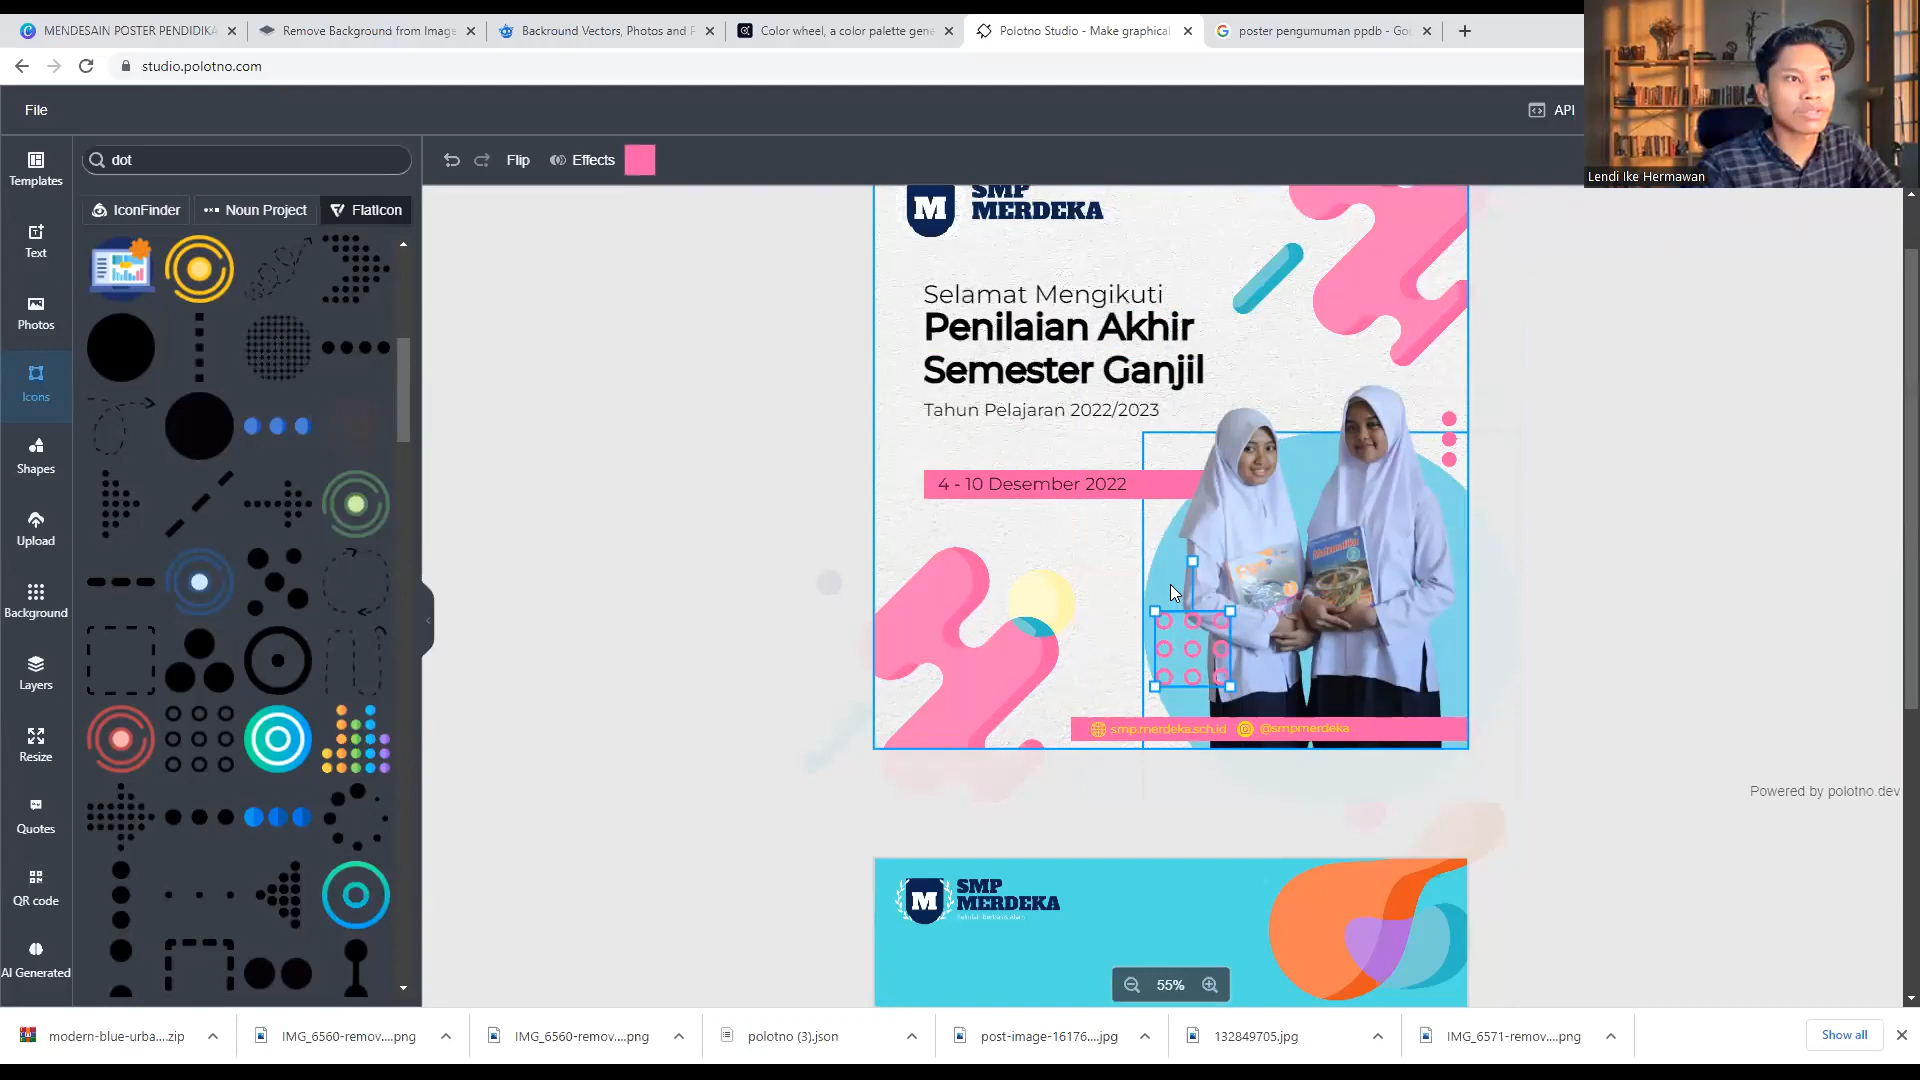 MENDESAIN POSTER PENDIDIKA
Remove Background from Image
Backround Vectors, Photos and F
Color wheel, a color palette gene
Polotno Studio - Make graphical
poster pengumuman ppdb - Goo
studio.polotno.com
File
API
Lendi Ike Hermawan
dot
Flip
Effects
IconFinder
Noun Project
FlatIcon
Templates
Text
Photos
Icons
Shapes
Upload
Background
Layers
Resize
Quotes
QR code
AI Generated
M
SMP
MERDEKA
Selamat Mengikuti
Penilaian Akhir
Semester Ganjil
Tahun Pelajaran 2022/2023
4 - 10 Desember 2022
Matematika
smp.merdeka.sch.id
@smpmerdeka
Powered by polotno.dev
M
SMP
MERDEKA
55%
modern-blue-urba....zip
IMG_6560-remov....png
IMG_6560-remov....png
polotno (3).json
post-image-16176....jpg
132849705.jpg
IMG_6571-remov....png
Show all